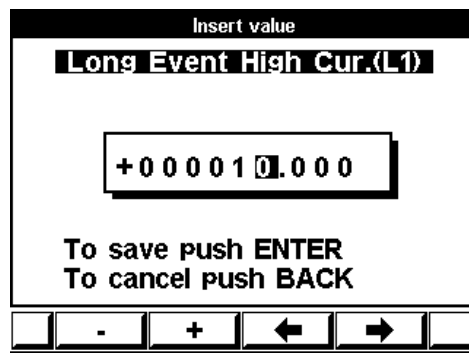 Insert value
Long Event High Cur.(L1)
+000010.000
To save push ENTER
To cancel push BACK
- + ← →